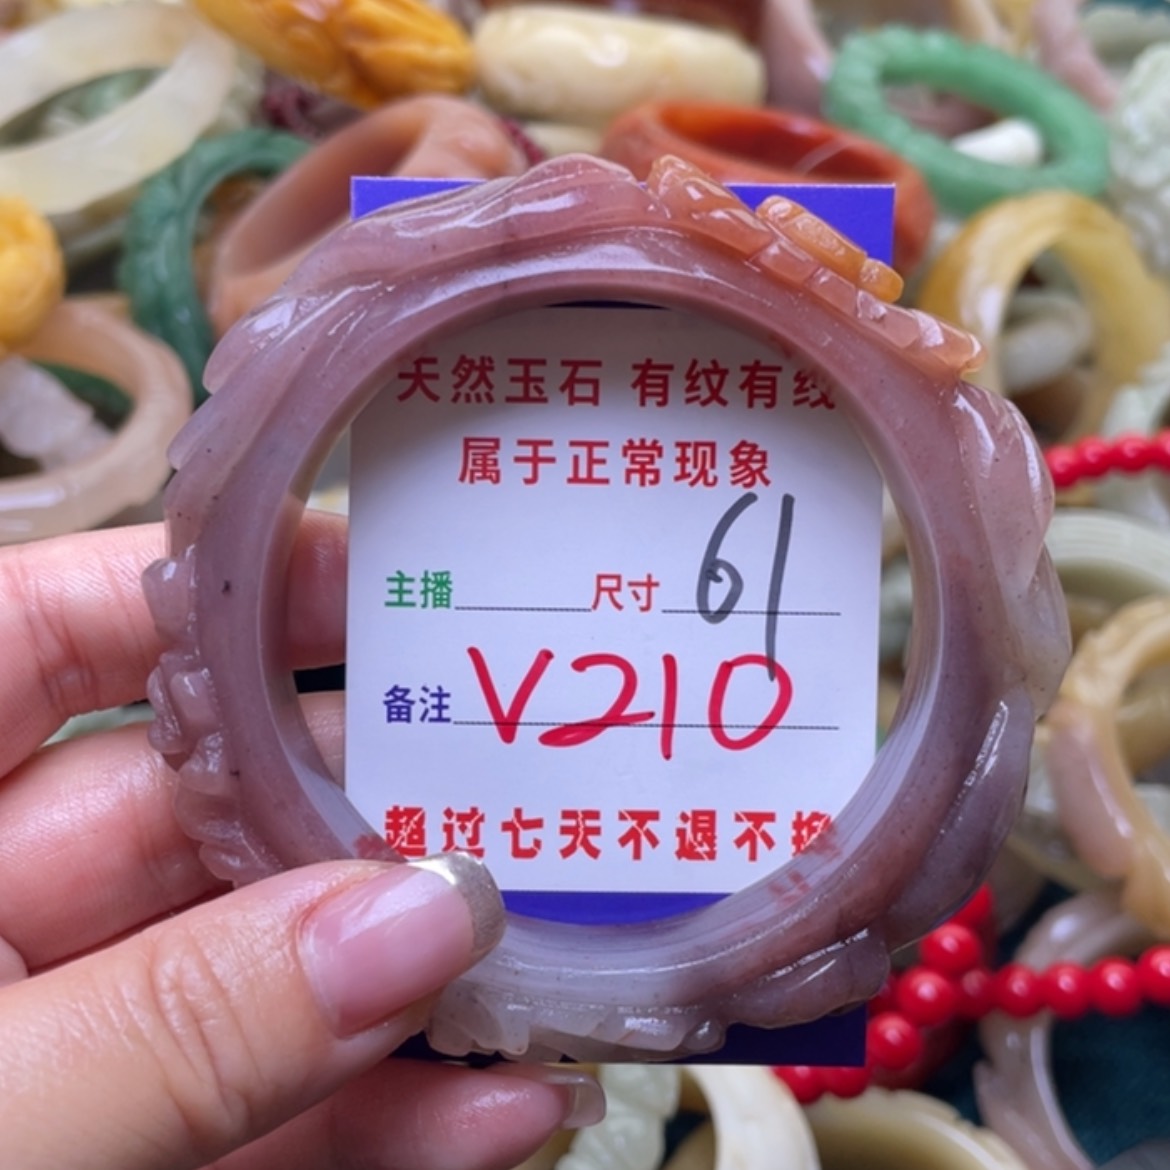 天然玉石 有纹有纹
属于正常现象
主播 尺寸 61
备注 V210
超过七天不退不换